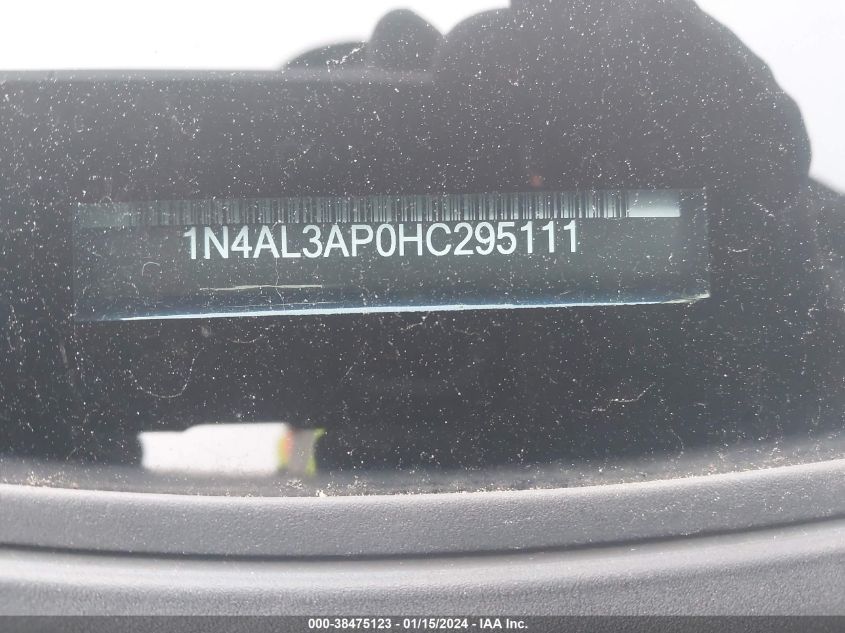 1N4AL3AP0HC295111
000-38475123 - 01/15/2024 - © IAA, Inc.